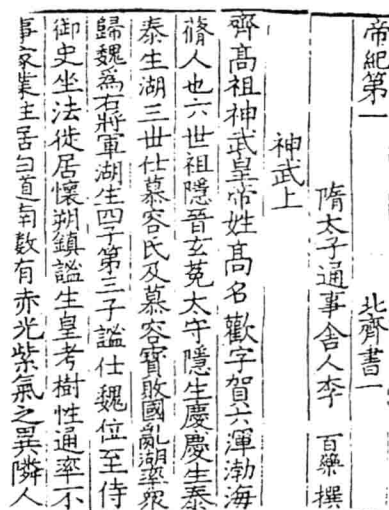 帝紀第一 北齊書一
隋太子通事舍人李 百藥 撰
神武上
齊高祖神武皇帝姓高名歡字賀六渾渤海
蓨人也六世祖隱晉玄菟太守隱生慶慶生泰
泰生湖三世仕慕容氏及慕容寶敗國亂湖率衆
歸魏為右將軍湖生四子第三子謐仕魏位至侍
御史坐法徙居懷朔鎮謐生皇考樹性通率不
事家業住居白道南數有赤光紫氣之異隣人